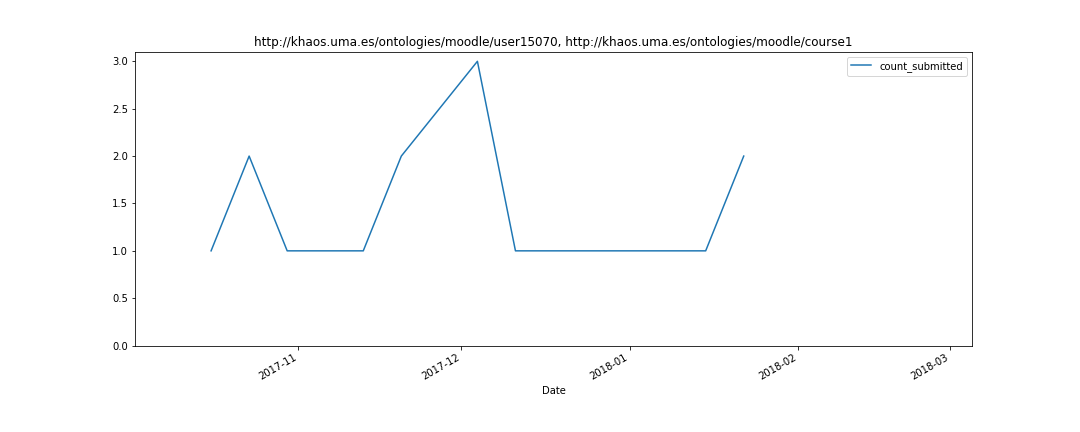 http://khaos.uma.es/ontologies/moodle/user15070, http://khaos.uma.es/ontologies/moodle/course1
count_submitted
3.0
2.5
2.0
1.5
1.0
0.5
0.0
2017-11 2017-12 2018-01 2018-02 2018-03
Date